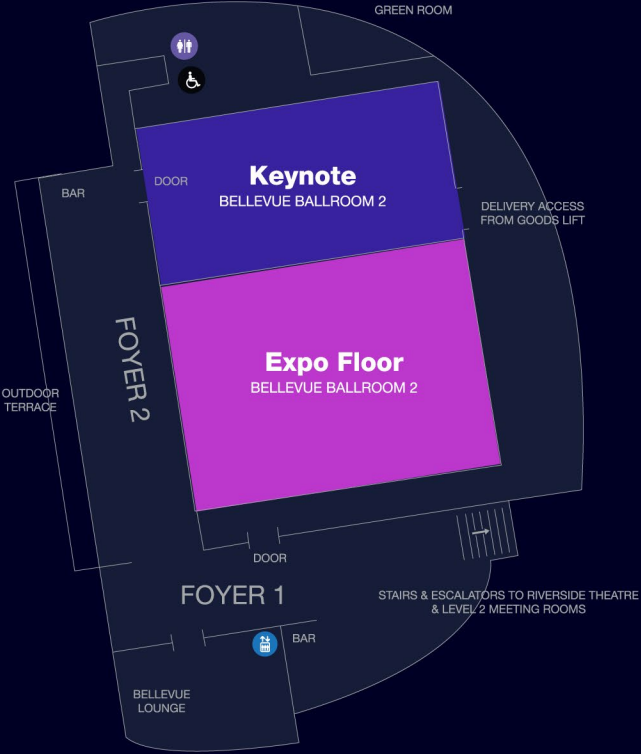 GREEN ROOM
Keynote
BELLEVUE BALLROOM 2
DOOR
BAR
DELIVERY ACCESS
FROM GOODS LIFT
FOYER 2
Expo Floor
BELLEVUE BALLROOM 2
OUTDOOR
TERRACE
DOOR
FOYER 1
STAIRS & ESCALATORS TO RIVERSIDE THEATRE
& LEVEL 2 MEETING ROOMS
BAR
BELLEVUE
LOUNGE